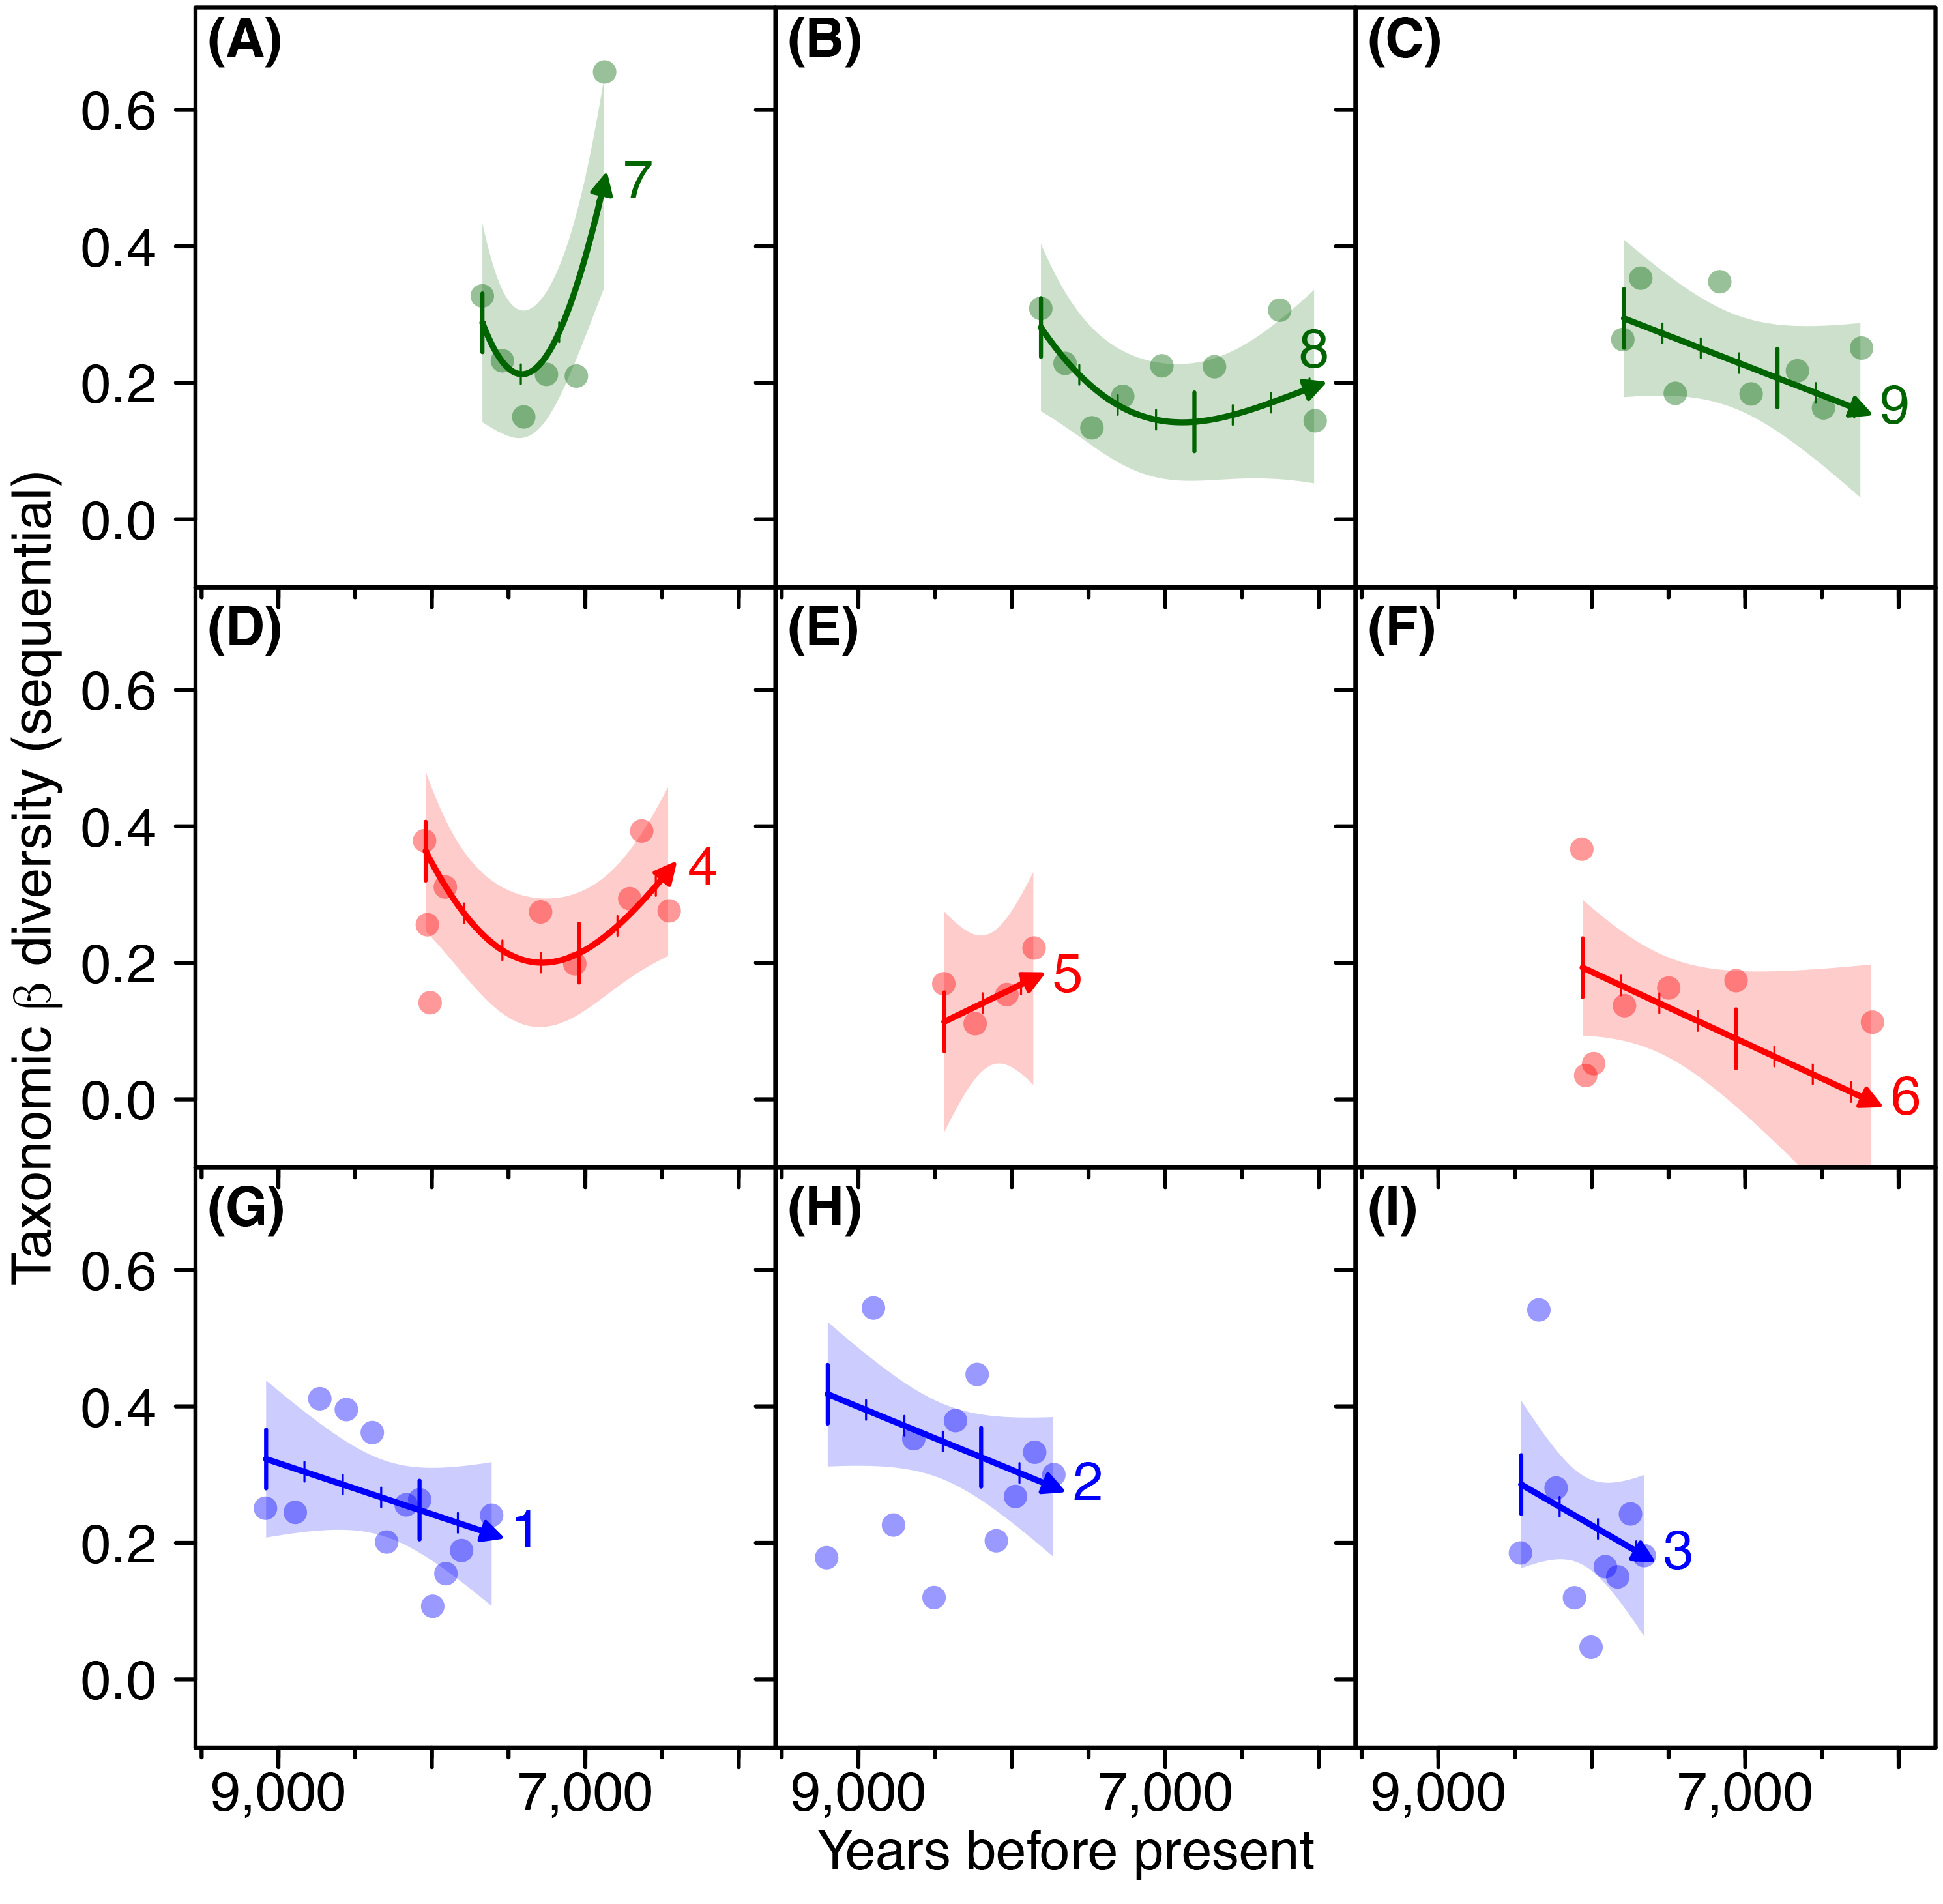 (A)
(B)
(C)
0.6
0.4
0.2
0.0
7
8
9
(D)
(E)
(F)
0.6
0.4
0.2
0.0
4
5
6
(G)
(H)
(I)
0.6
0.4
0.2
0.0
1
2
3
Taxonomic β diversity (sequential)
9,000 7,000 9,000 7,000 9,000 7,000
Years before present